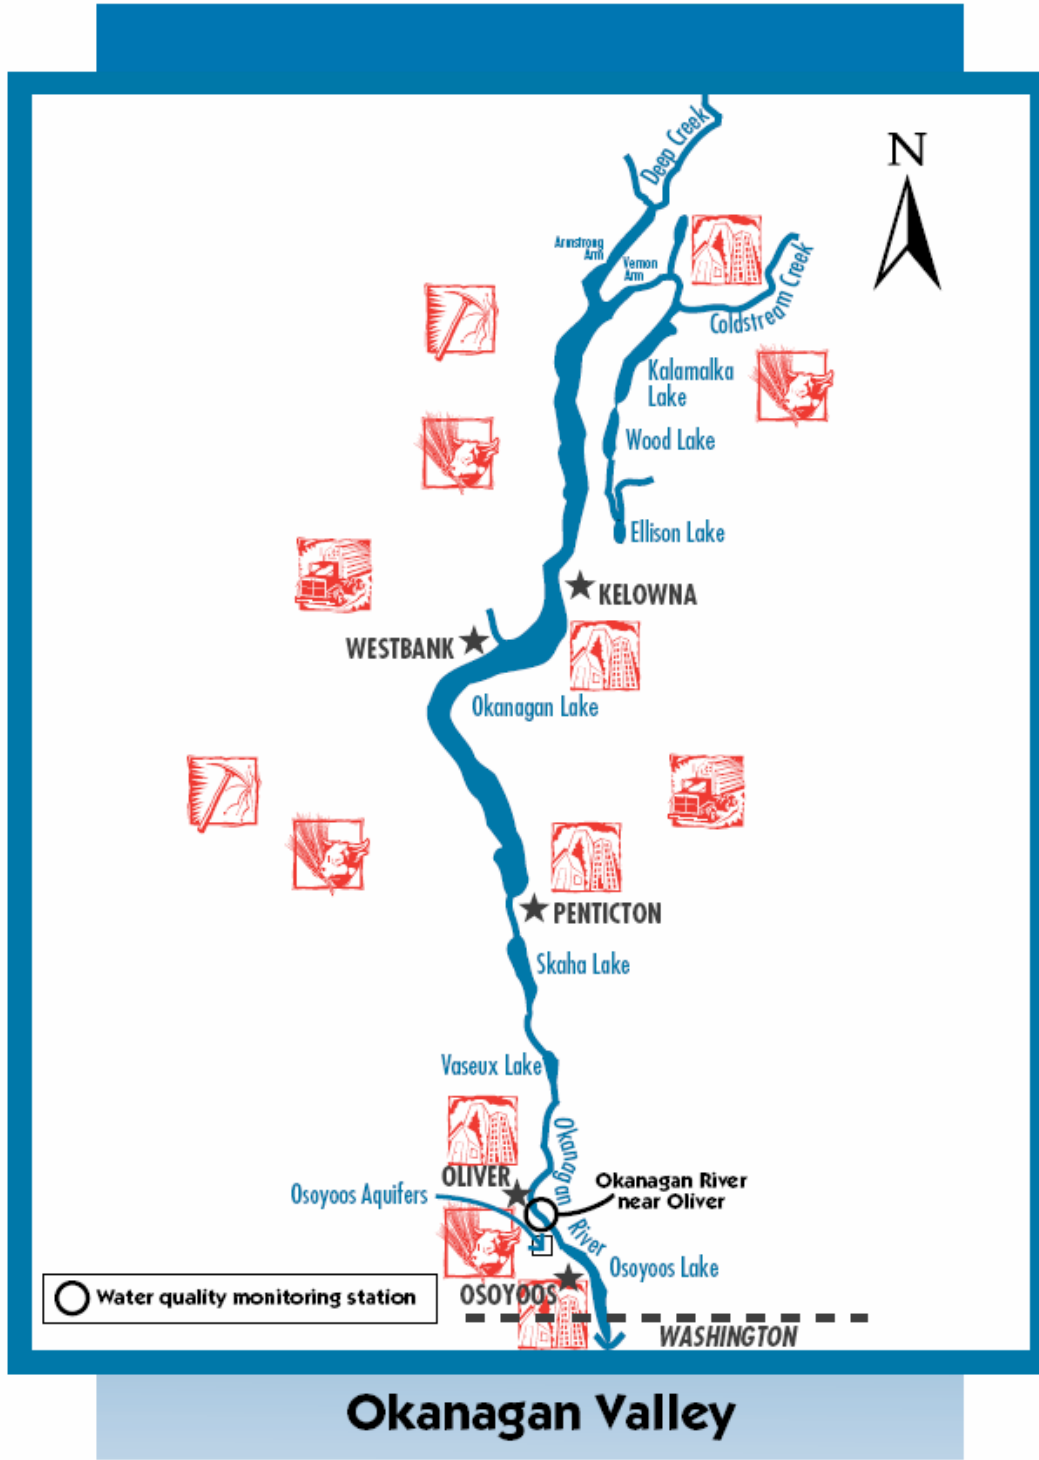 N
Deep Creek
Armstrong
Arm
Vernon
Arm
Coldstream Creek
Kalamalka
Lake
Wood Lake
Ellison Lake
KELOWNA
WESTBANK
Okanagan Lake
PENTICTON
Skaha Lake
Vaseux Lake
Okanagan River
OLIVER
Okanagan River
near Oliver
Osoyoos Aquifers
Osoyoos Lake
OSOYOOS
Water quality monitoring station
WASHINGTON
Okanagan Valley